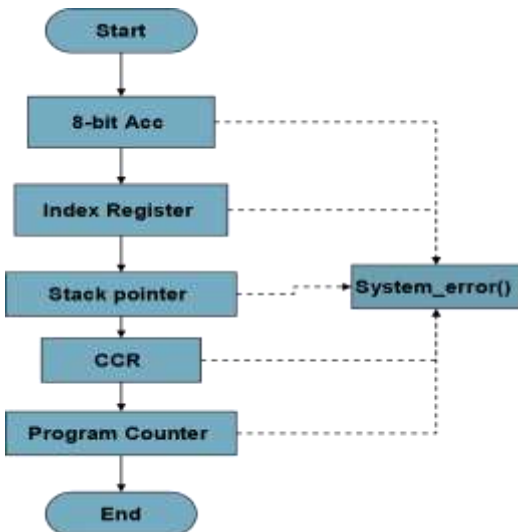 Start
8-bit Acc
Index Register
Stack pointer
System_error()
CCR
Program Counter
End